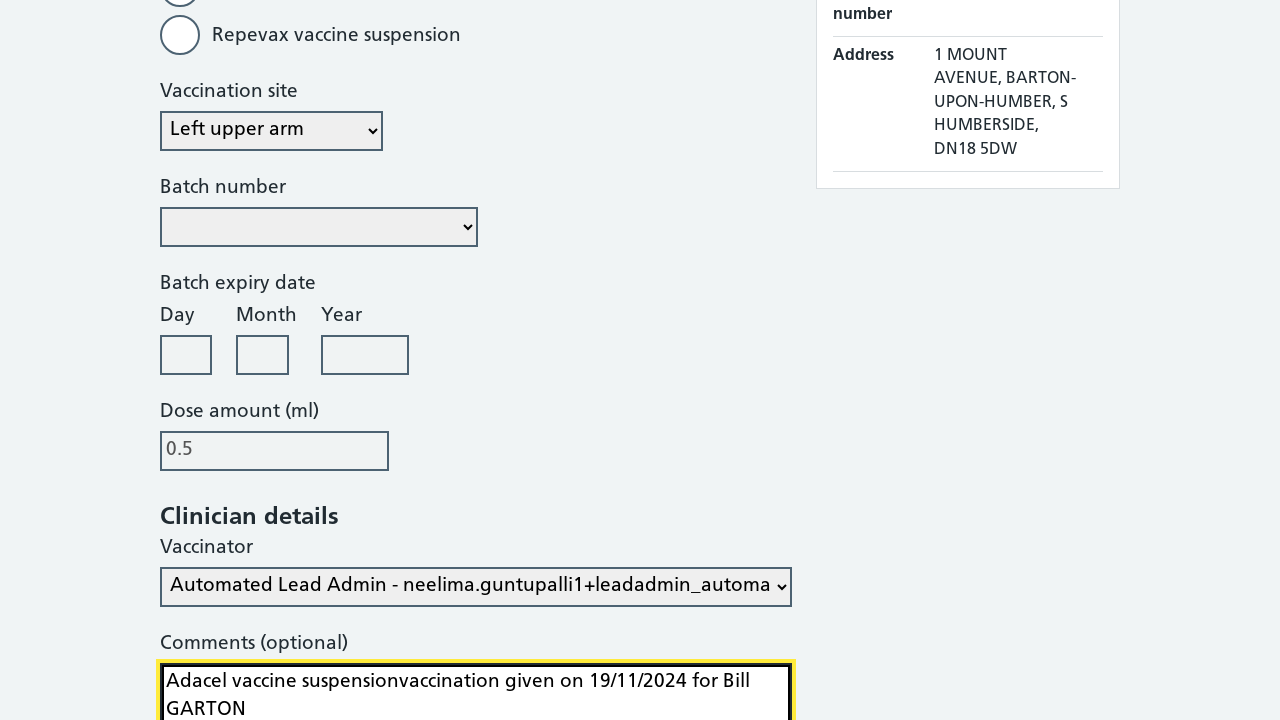 Repevax vaccine suspension
Vaccination site
Left upper arm
Batch number
Batch expiry date
Day Month Year
Dose amount (ml)
0.5
Clinician details
Vaccinator
Automated Lead Admin - neelima.guntupalli1+leadadmin_automa
Comments (optional)
Adacel vaccine suspensionvaccination given on 19/11/2024 for Bill
GARTON
number
Address
1 MOUNT
AVENUE, BARTON-
UPON-HUMBER, S
HUMBERSIDE,
DN18 5DW